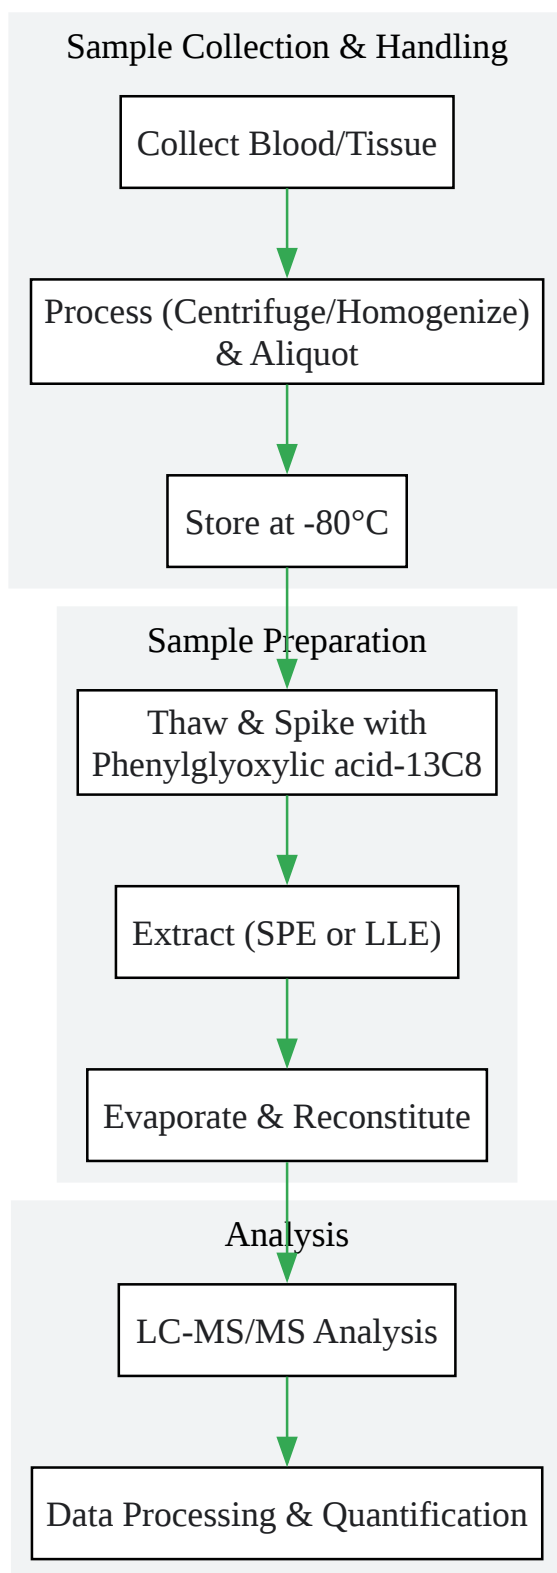 Sample Collection & Handling
Collect Blood/Tissue
Process (Centrifuge/Homogenize)
& Aliquot
Store at -80°C
Sample Preparation
Thaw & Spike with
Phenylglyoxylic acid-13C8
Extract (SPE or LLE)
Evaporate & Reconstitute
Analysis
LC-MS/MS Analysis
Data Processing & Quantification